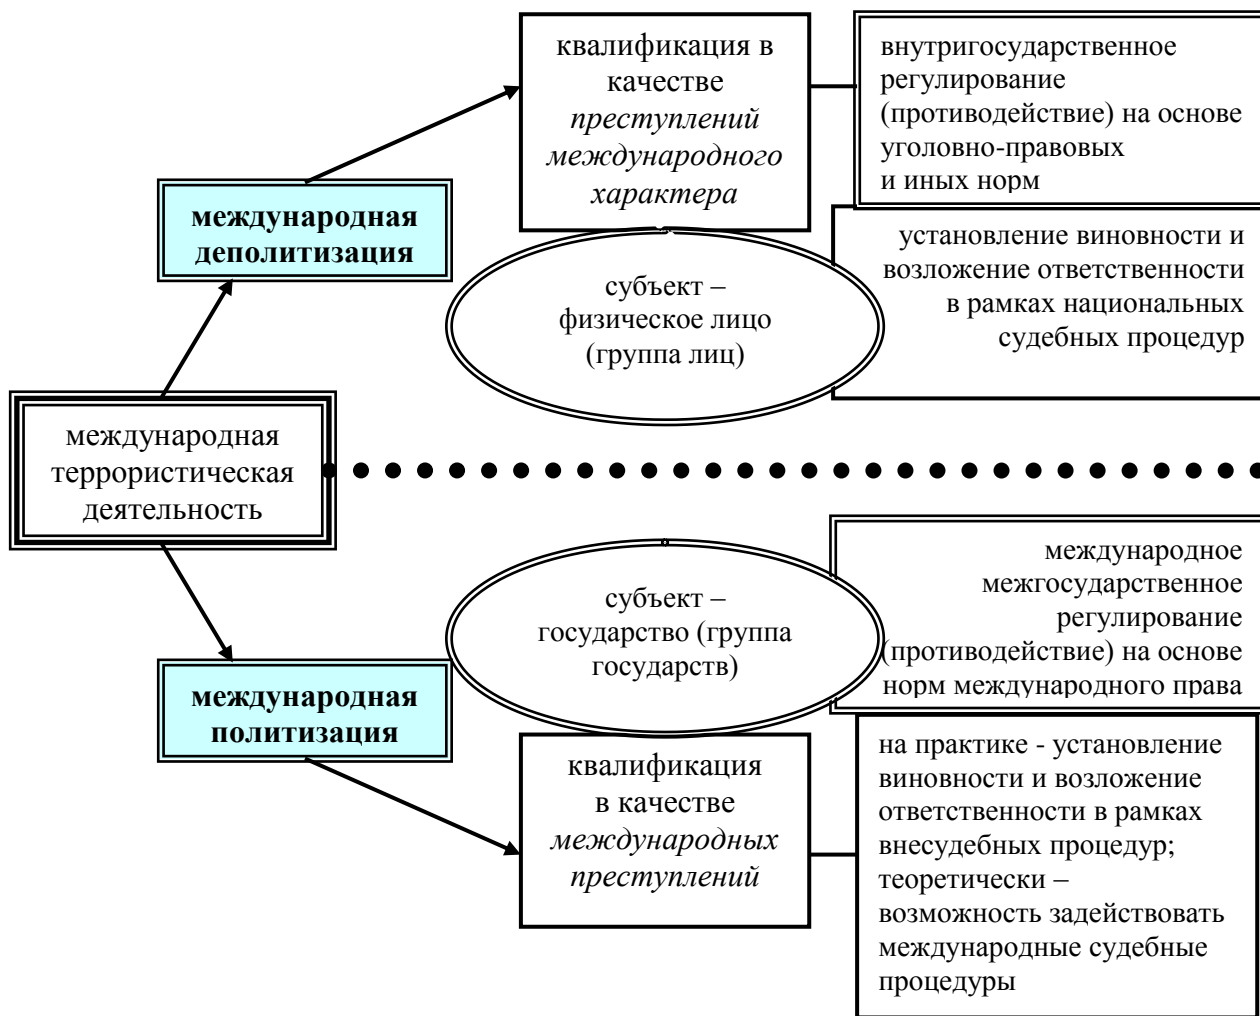 квалификация в
качестве
преступлений
международного
характера
внутригосударственное
регулирование
(противодействие) на основе
уголовно-правовых
и иных норм
международная
деполитизация
субъект –
физическое лицо
(группа лиц)
установление виновности и
возложение ответственности
в рамках национальных
судебных процедур
международная
террористическая
деятельность
субъект –
государство (группа
государств)
международное
межгосударственное
регулирование
(противодействие) на основе
норм международного права
международная
политизация
квалификация
в качестве
международных
преступлений
на практике - установление
виновности и возложение
ответственности в рамках
внесудебных процедур;
теоретически –
возможность задействовать
международные судебные
процедуры